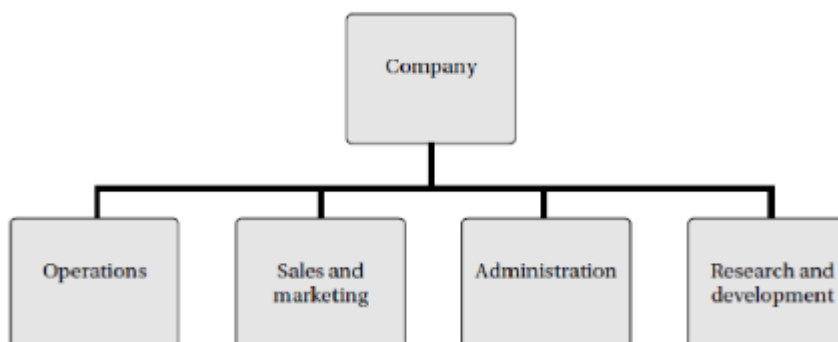 Company
Operations
Sales and
marketing
Administration
Research and
development